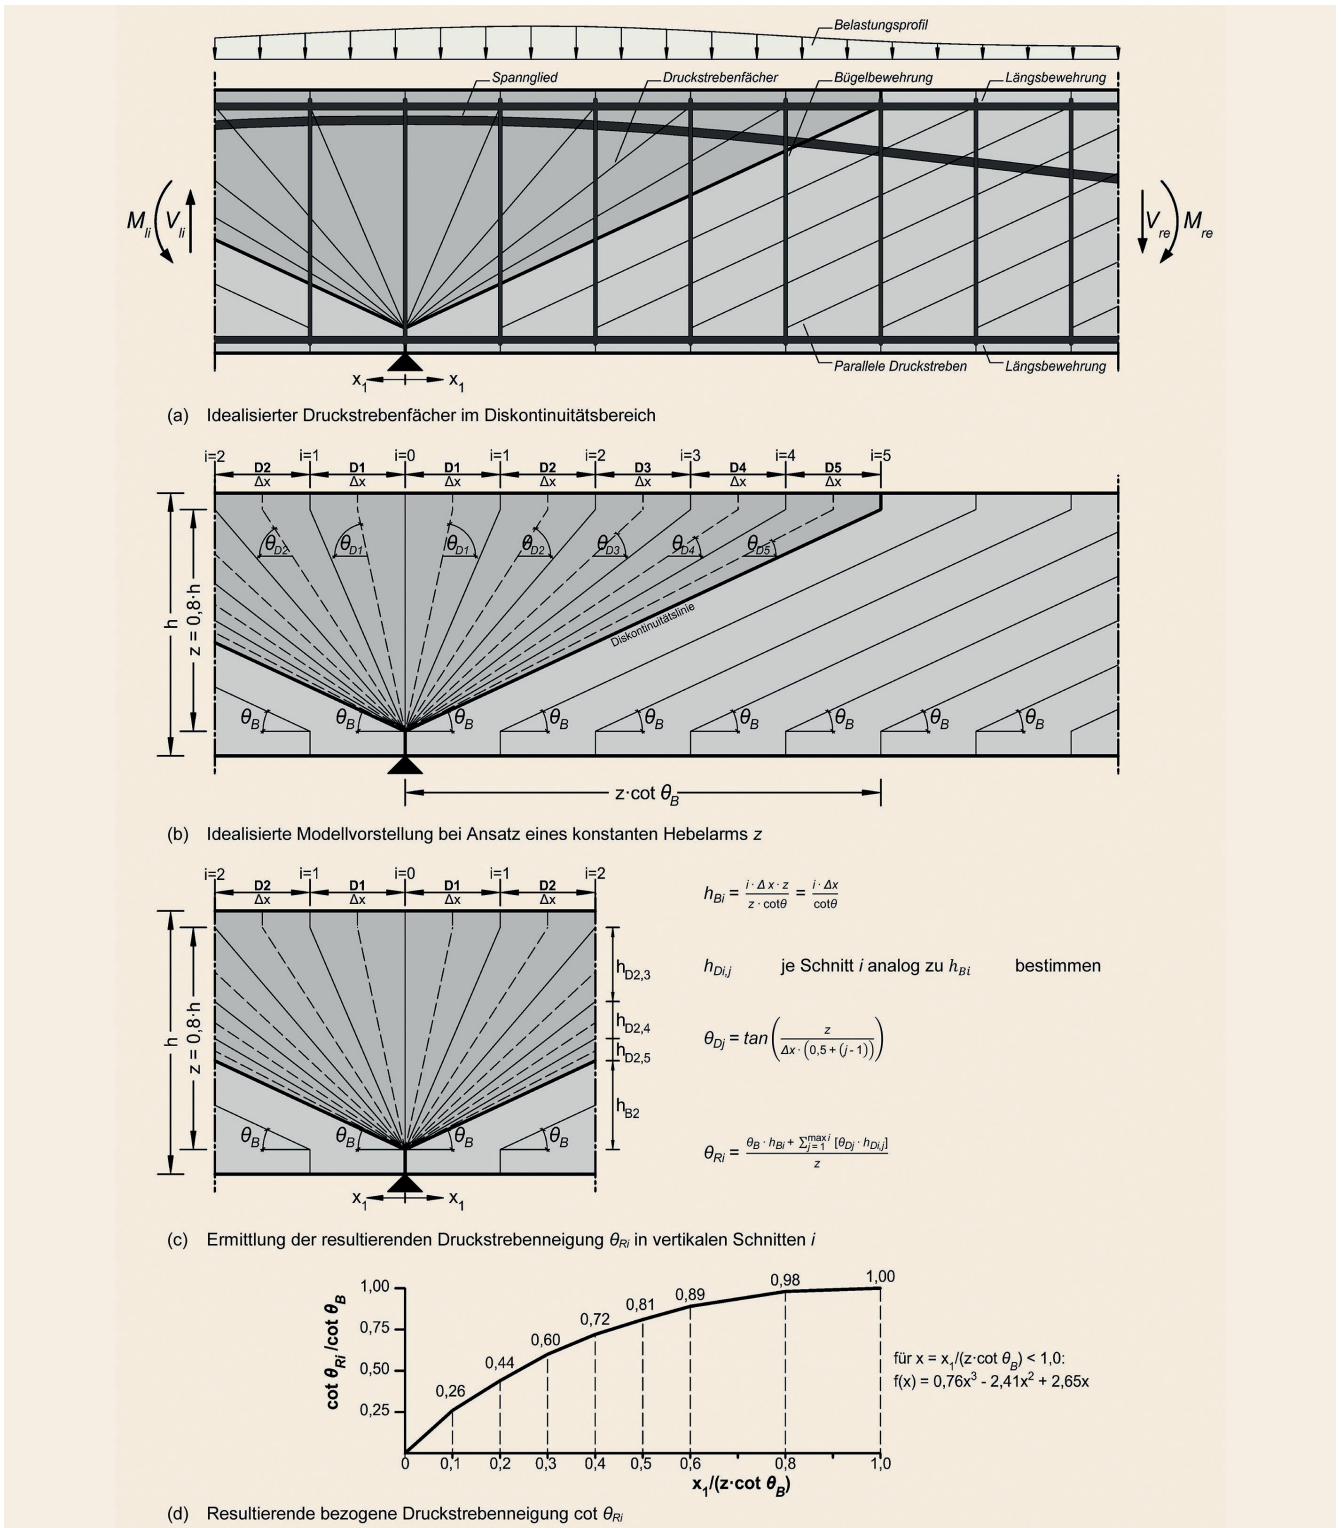 Belastungsprofil
Spannglied
Druckstrebenfächer
Bügelbewehrung
Längsbewehrung
M_li V_li
V_re M_re
Parallele Druckstreben
Längsbewehrung
x_1 x_1
(a) Idealisierter Druckstrebenfächer im Diskontinuitätsbereich
i=2 i=1 i=0 i=1 i=2 i=3 i=4 i=5
D2 D1 D1 D2 D3 D4 D5
Δx Δx Δx Δx Δx Δx Δx
θ_D2 θ_D1 θ_D1 θ_D2 θ_D3 θ_D4 θ_D5
h
z = 0,8·h
Diskontinuitätslinie
θ_B θ_B θ_B θ_B θ_B θ_B θ_B θ_B θ_B
z·cot θ_B
(b) Idealisierte Modellvorstellung bei Ansatz eines konstanten Hebelarms z
i=2 i=1 i=0 i=1 i=2
D2 D1 D1 D2
Δx Δx Δx Δx
h
z = 0,8·h
h_D2,3
h_D2,4
h_D2,5
h_B2
θ_B θ_B θ_B θ_B
x_1 x_1
h_Bi = (i · Δx · z)/(z · cotθ) = (i · Δx)/(cotθ)
h_Di,j je Schnitt i analog zu h_Bi bestimmen
θ_Dj = tan(z/(Δx · (0,5 + (j - 1))))
θ_Ri = (θ_B · h_Bi + ∑_{j=1}^{max i} [θ_Dj · h_Di,j])/z
(c) Ermittlung der resultierenden Druckstrebenneigung θ_Ri in vertikalen Schnitten i
cot θ_Ri/cot θ_B
1,00
0,75
0,50
0,25
0,26 0,44 0,60 0,72 0,81 0,89 0,98 1,00
0 0,1 0,2 0,3 0,4 0,5 0,6 0,8 1,0
x_1/(z·cot θ_B)
für x = x_1/(z·cot θ_B) < 1,0:
f(x) = 0,76x³ - 2,41x² + 2,65x
(d) Resultierende bezogene Druckstrebenneigung cot θ_Ri